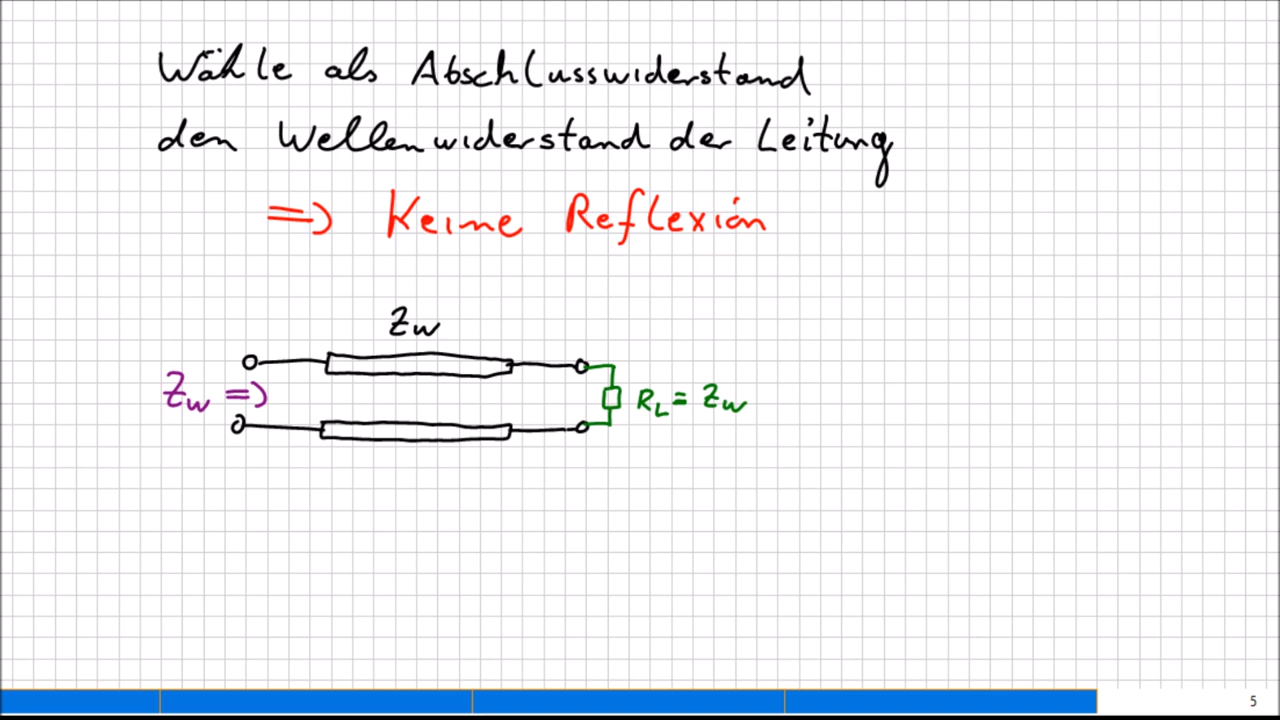 Wähle als Abschlusswiderstand
den Wellenwiderstand der Leitung
=> Keine Reflexion
Zw
Zw =>
RL = Zw
5